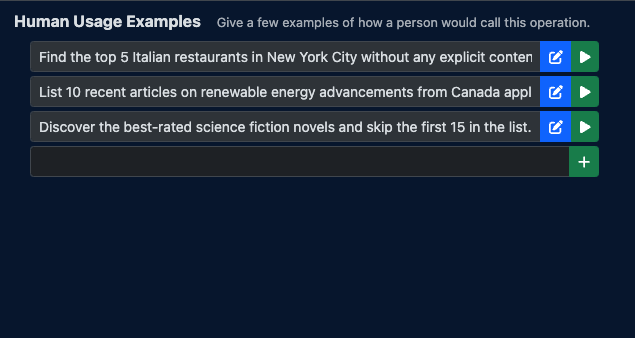 Human Usage Examples Give a few examples of how a person would call this operation.
Find the top 5 Italian restaurants in New York City without any explicit conten
List 10 recent articles on renewable energy advancements from Canada appl
Discover the best-rated science fiction novels and skip the first 15 in the list.